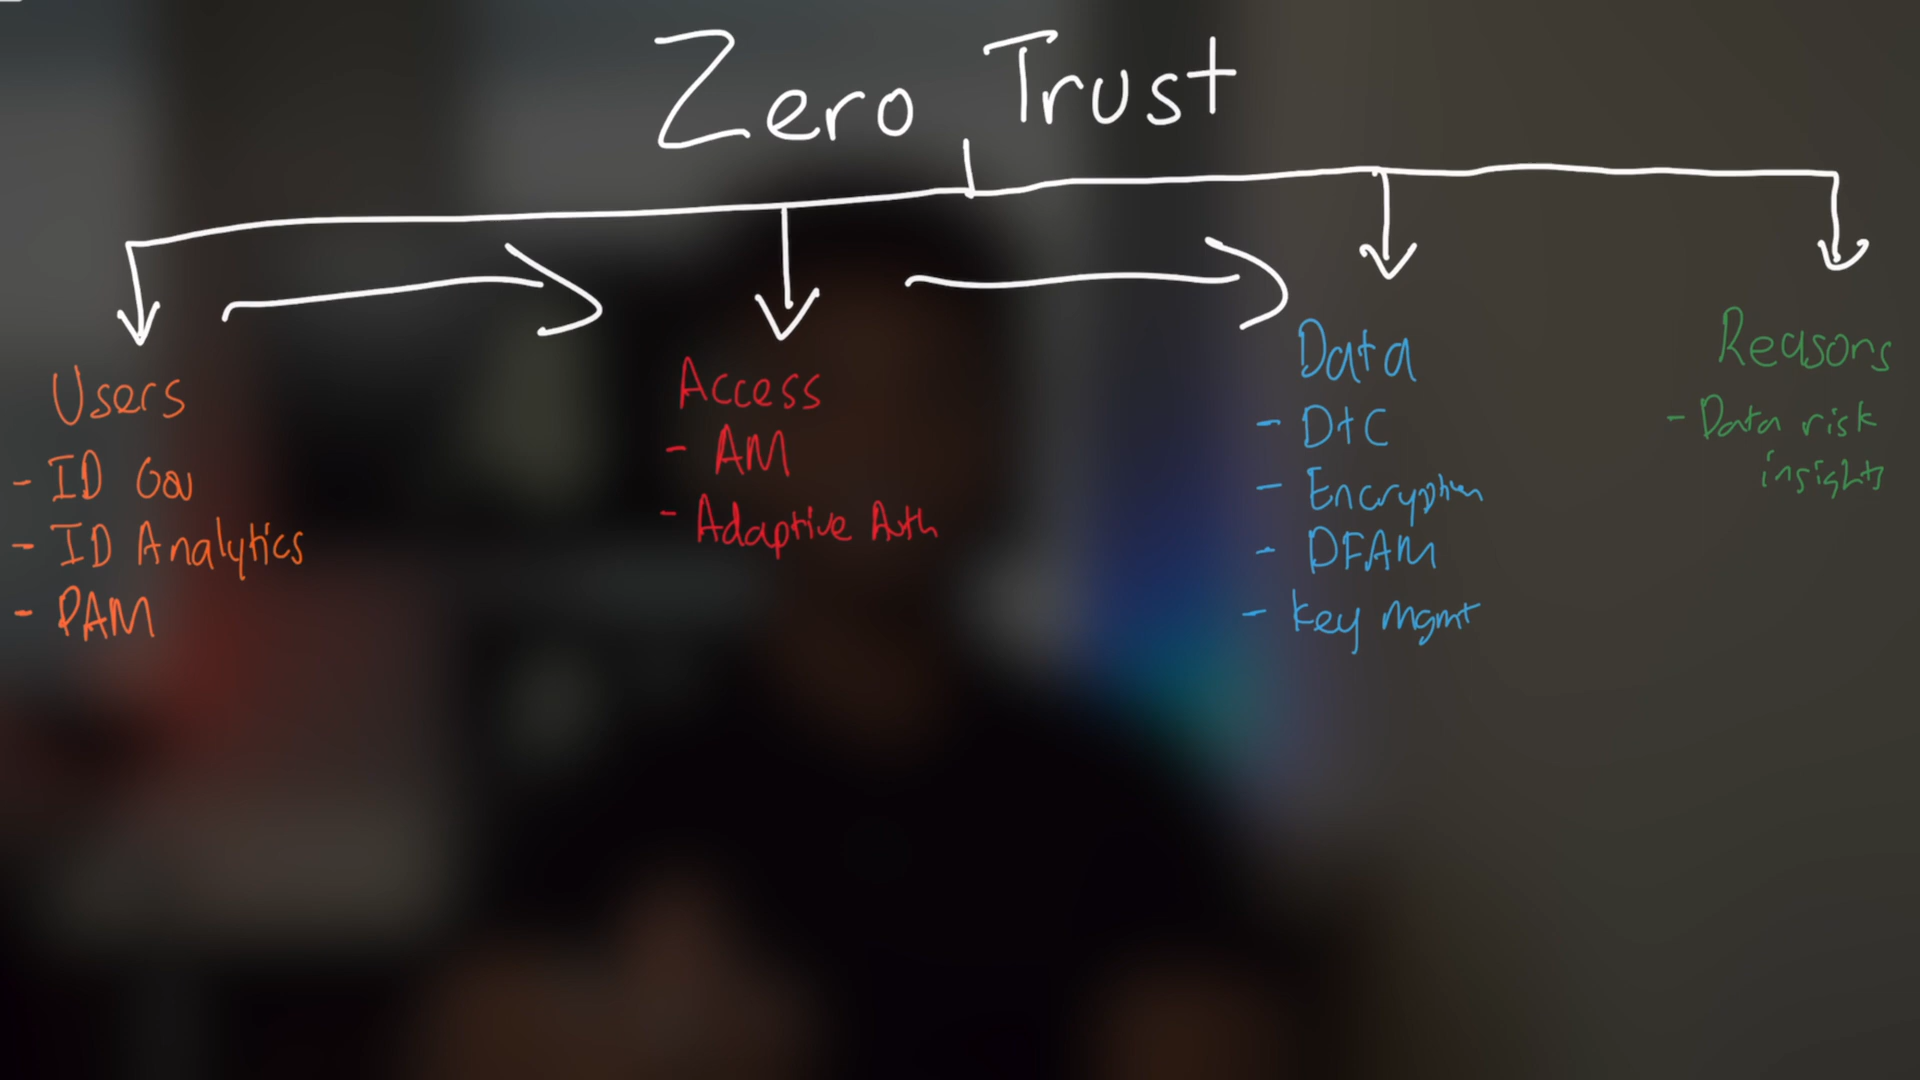 Zero Trust
Users
- ID Gov
- ID Analytics
- PAM
Access
- AM
- Adaptive Auth
Data
- D+C
- Encryption
- DFAM
- Key Mgmt
Reasons
- Data risk
insights